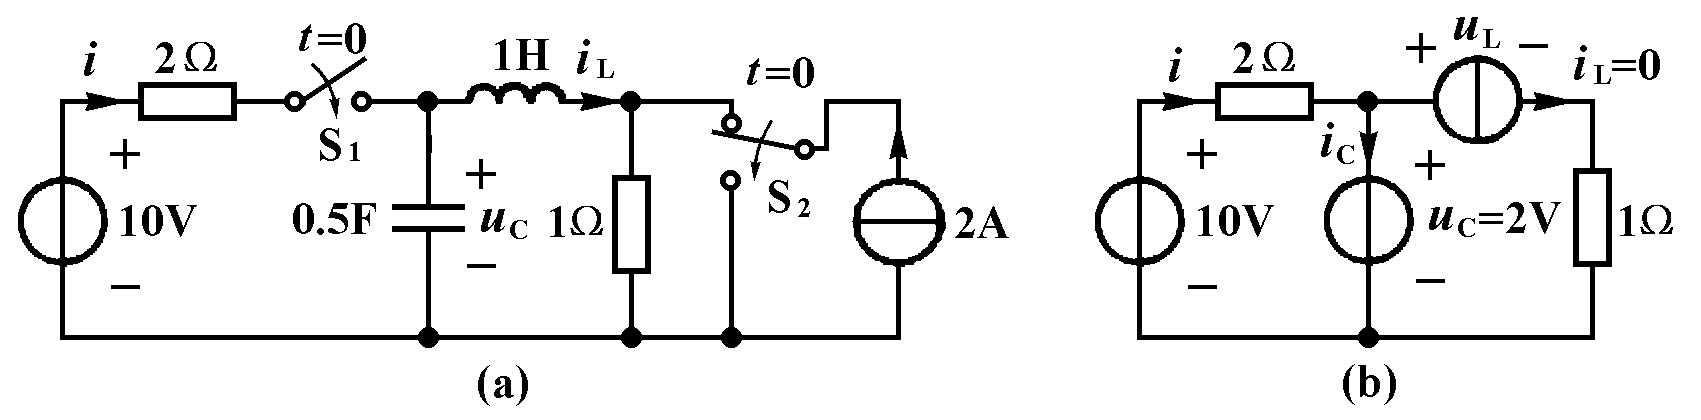 i 2Ω t=0 S1 1H iL t=0 S2
+ 10V −
0.5F + uC − 1Ω 2A
(a)
i 2Ω + uL − iL=0
iC
+ 10V − + uC=2V − 1Ω
(b)